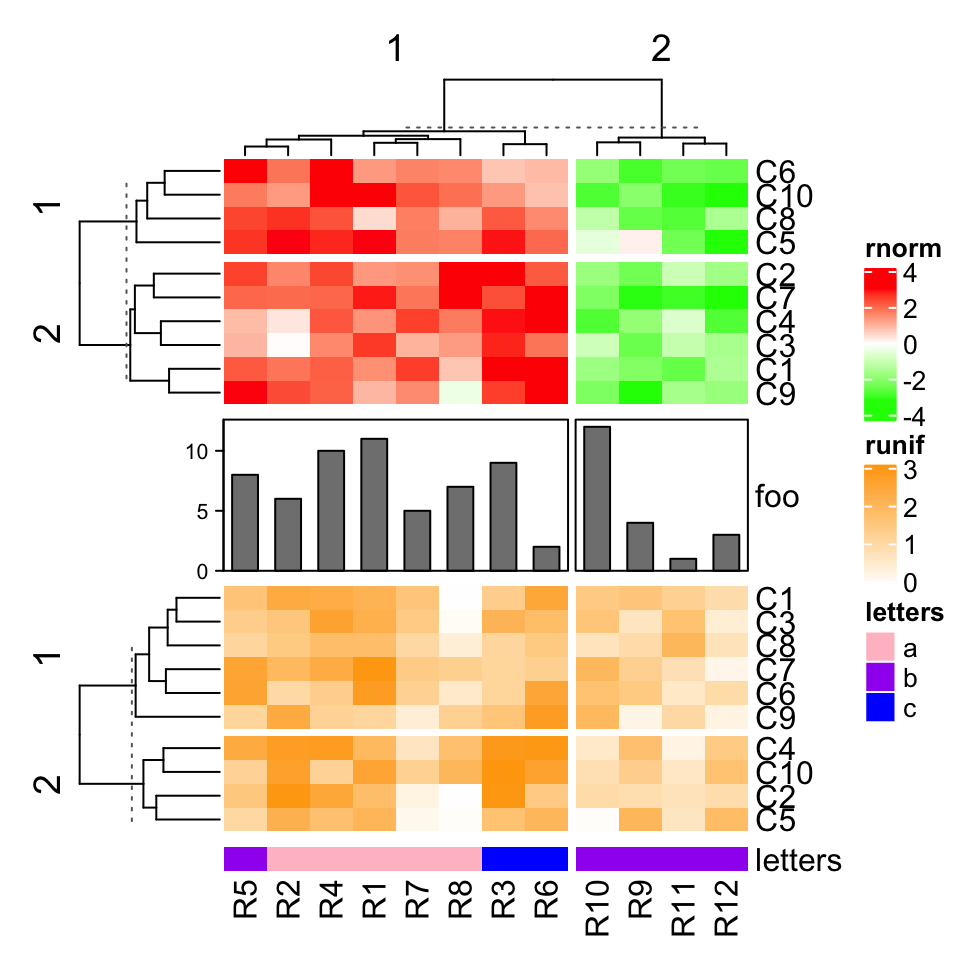 1 2
1
2
C6
C10
C8
C5
C2
C7
C4
C3
C1
C9
rnorm
4
2
0
-2
-4
10
5
0
foo
runif
3
2
1
0
1
2
C1
C3
C8
C7
C6
C9
C4
C10
C2
C5
letters
a
b
c
letters
R5 R2 R4 R1 R7 R8 R3 R6 R10 R9 R11 R12